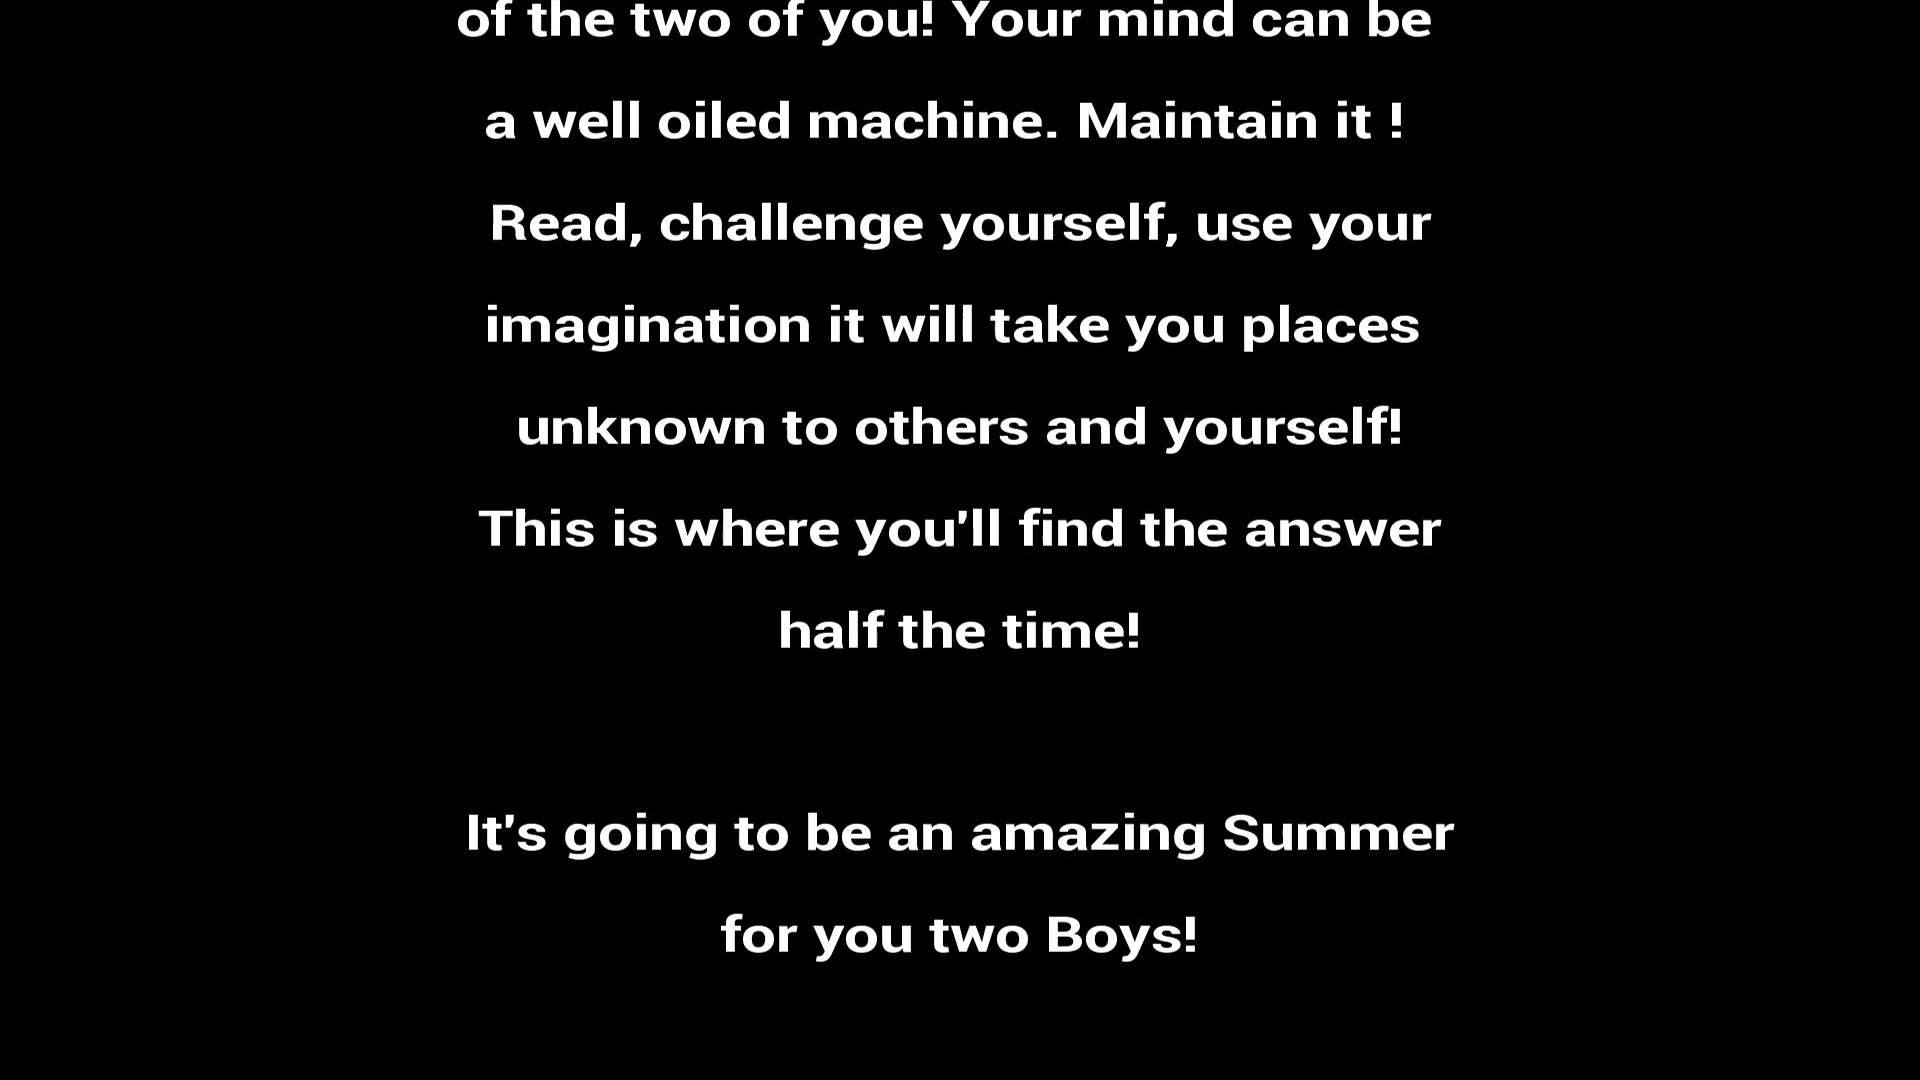 of the two of you! Your mind can be
a well oiled machine. Maintain it !
Read, challenge yourself, use your
imagination it will take you places
unknown to others and yourself!
This is where you'll find the answer
half the time!
It's going to be an amazing Summer
for you two Boys!